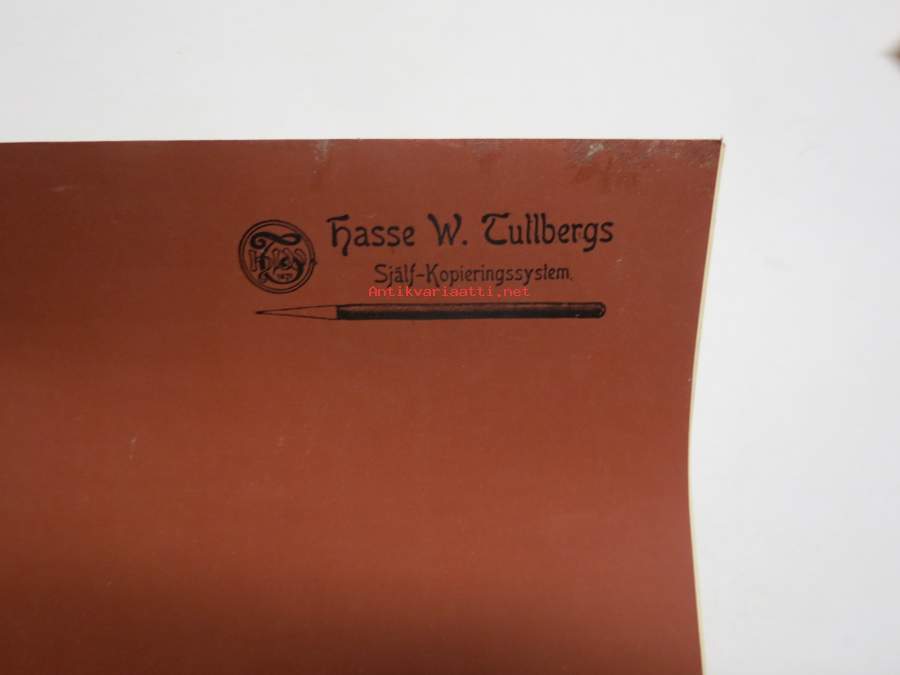 Hasse W. Tullbergs
Själf-Kopieringssystem.
Antikvariaatti.net